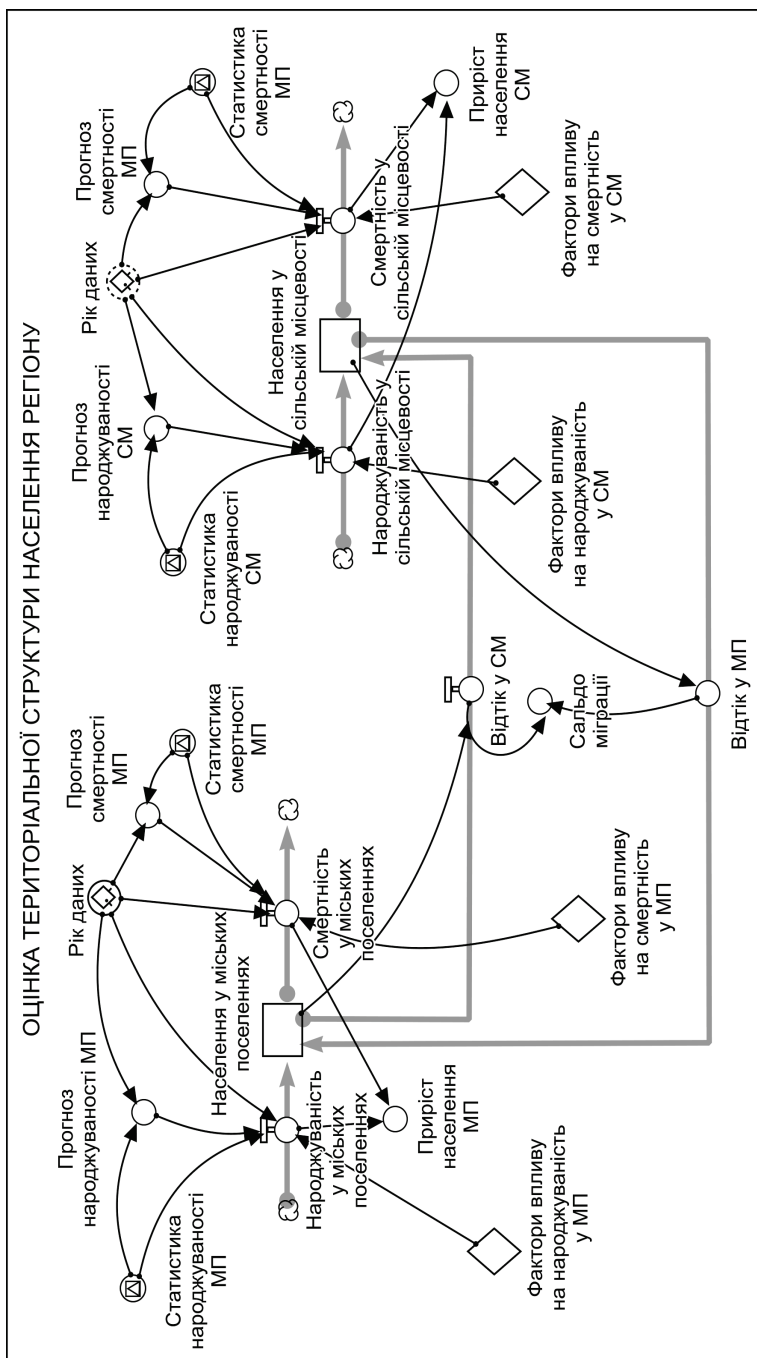 ОЦІНКА ТЕРИТОРІАЛЬНОЇ СТРУКТУРИ НАСЕЛЕННЯ РЕГІОНУ
Рік даних
Прогноз
народжуваності МП
Прогноз
смертності
МП
Статистика
народжуваності
МП
Статистика
смертності
МП
Населення у міських
поселеннях
Народжуваність
у міських
поселеннях
Смертність
у міських
поселеннях
Приріст
населення
МП
Фактори впливу
на народжуваність
у МП
Фактори впливу
на смертність
у МП
Відтік у СМ
Сальдо
міграції
Відтік у МП
Рік даних
Прогноз
народжуваності
СМ
Прогноз
смертності
МП
Статистика
народжуваності
СМ
Статистика
смертності
МП
Населення у
сільській місцевості
Народжуваність у
сільській місцевості
Смертність у
сільській місцевості
Приріст
населення
СМ
Фактори впливу
на народжуваність
у СМ
Фактори впливу
на смертність
у СМ